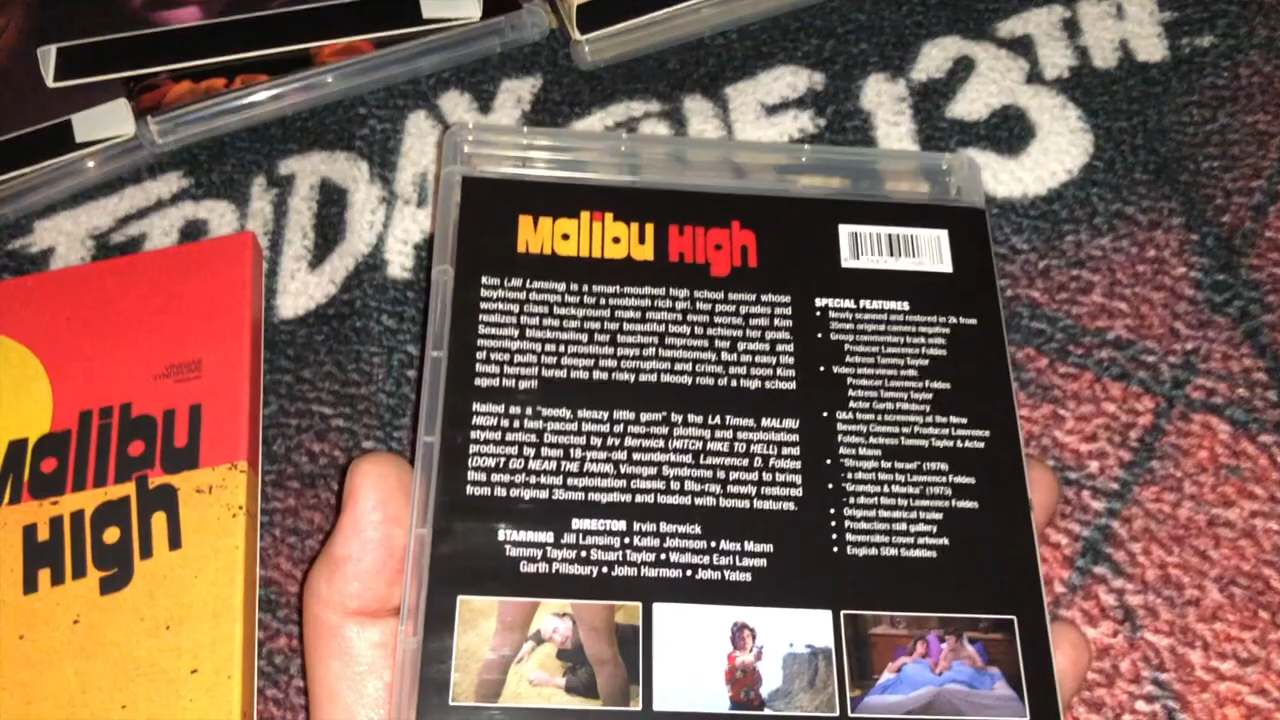 FRIDAY THE 13TH
VINEGAR
SYNDROME
Malibu
High
Malibu High
Kim (Jill Lansing) is a smart-mouthed high school senior whose
boyfriend dumps her for a snobbish rich girl. Her poor grades and
working class background make matters even worse, until Kim
realizes that she can use her beautiful body to achieve her goals.
Sexually blackmailing her teachers improves her grades and
moonlighting as a prostitute pays off handsomely. But an easy life
of vice pulls her deeper into corruption and crime, and soon Kim
finds herself lured into the risky and bloody role of a high school
aged hit girl!
Hailed as a "seedy, sleazy little gem" by the LA Times, MALIBU
HIGH is a fast-paced blend of neo-noir plotting and sexploitation
styled antics. Directed by Irv Berwick (HITCH HIKE TO HELL) and
produced by then 18-year-old wunderkind, Lawrence D. Foldes
(DON'T GO NEAR THE PARK), Vinegar Syndrome is proud to bring
this one-of-a-kind exploitation classic to Blu-ray, newly restored
from its original 35mm negative and loaded with bonus features.
DIRECTOR Irvin Berwick
STARRING Jill Lansing • Katie Johnson • Alex Mann
Tammy Taylor • Stuart Taylor • Wallace Earl Laven
Garth Pillsbury • John Harmon • John Yates
SPECIAL FEATURES
• Newly scanned and restored in 2k from
35mm original camera negative
• Group commentary track with:
Producer Lawrence Foldes
Actress Tammy Taylor
• Video interviews with:
Producer Lawrence Foldes
Actress Tammy Taylor
Actor Garth Pillsbury
• Q&A from a screening at the New
Beverly Cinema w/ Producer Lawrence
Foldes, Actress Tammy Taylor & Actor
Alex Mann
• "Struggle for Israel" (1976)
- a short film by Lawrence Foldes
• "Grandpa & Marika" (1975)
- a short film by Lawrence Foldes
• Original theatrical trailer
• Production still gallery
• Reversible cover artwork
• English SDH Subtitles